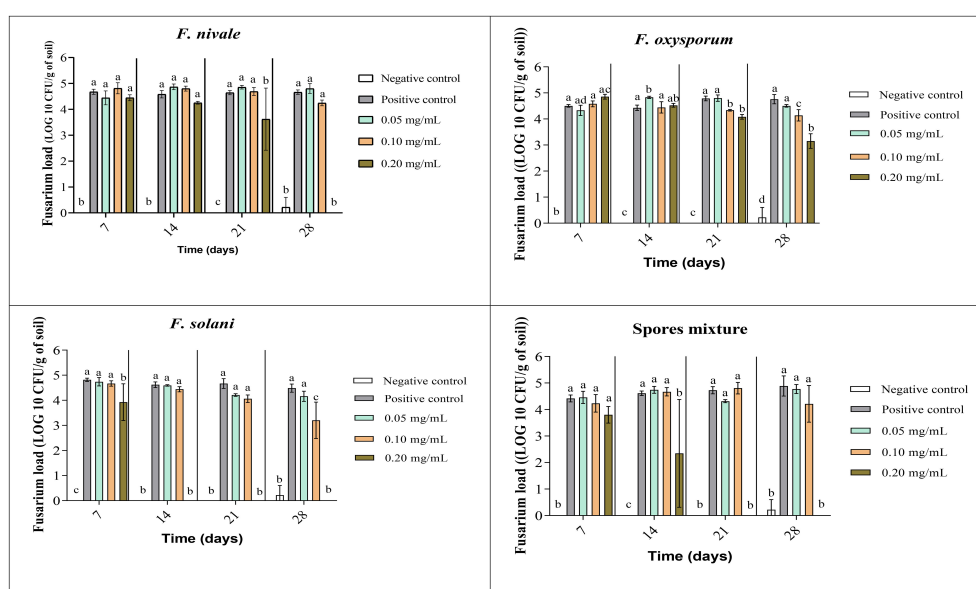 F. nivale
Fusarium load (LOG 10 CFU/g of soil)
6
5
4
3
2
1
0
b a a a a
b a a a a
c a a a b
b a a a b
7 14 21 28
Time (days)
Negative control
Positive control
0.05 mg/mL
0.10 mg/mL
0.20 mg/mL
F. oxysporum
Fusarium load ((LOG 10 CFU/g of soil))
6
5
4
3
2
1
0
b a ad a ac
c a b a ab
c a a b b
d a a c b
7 14 21 28
Time (days)
Negative control
Positive control
0.05 mg/mL
0.10 mg/mL
0.20 mg/mL
F. solani
Fusarium load (LOG 10 CFU/g of soil)
6
5
4
3
2
1
0
c a a a b
b a a a b
b a a a b
b a a c b
7 14 21 28
Time (days)
Negative control
Positive control
0.05 mg/mL
0.10 mg/mL
0.20 mg/mL
Spores mixture
Fusarium load ((LOG 10 CFU/g of soil))
6
5
4
3
2
1
0
b a a a a
c a a a b
b a a a b
b a a a b
7 14 21 28
Time (days)
Negative control
Positive control
0.05 mg/mL
0.10 mg/mL
0.20 mg/mL